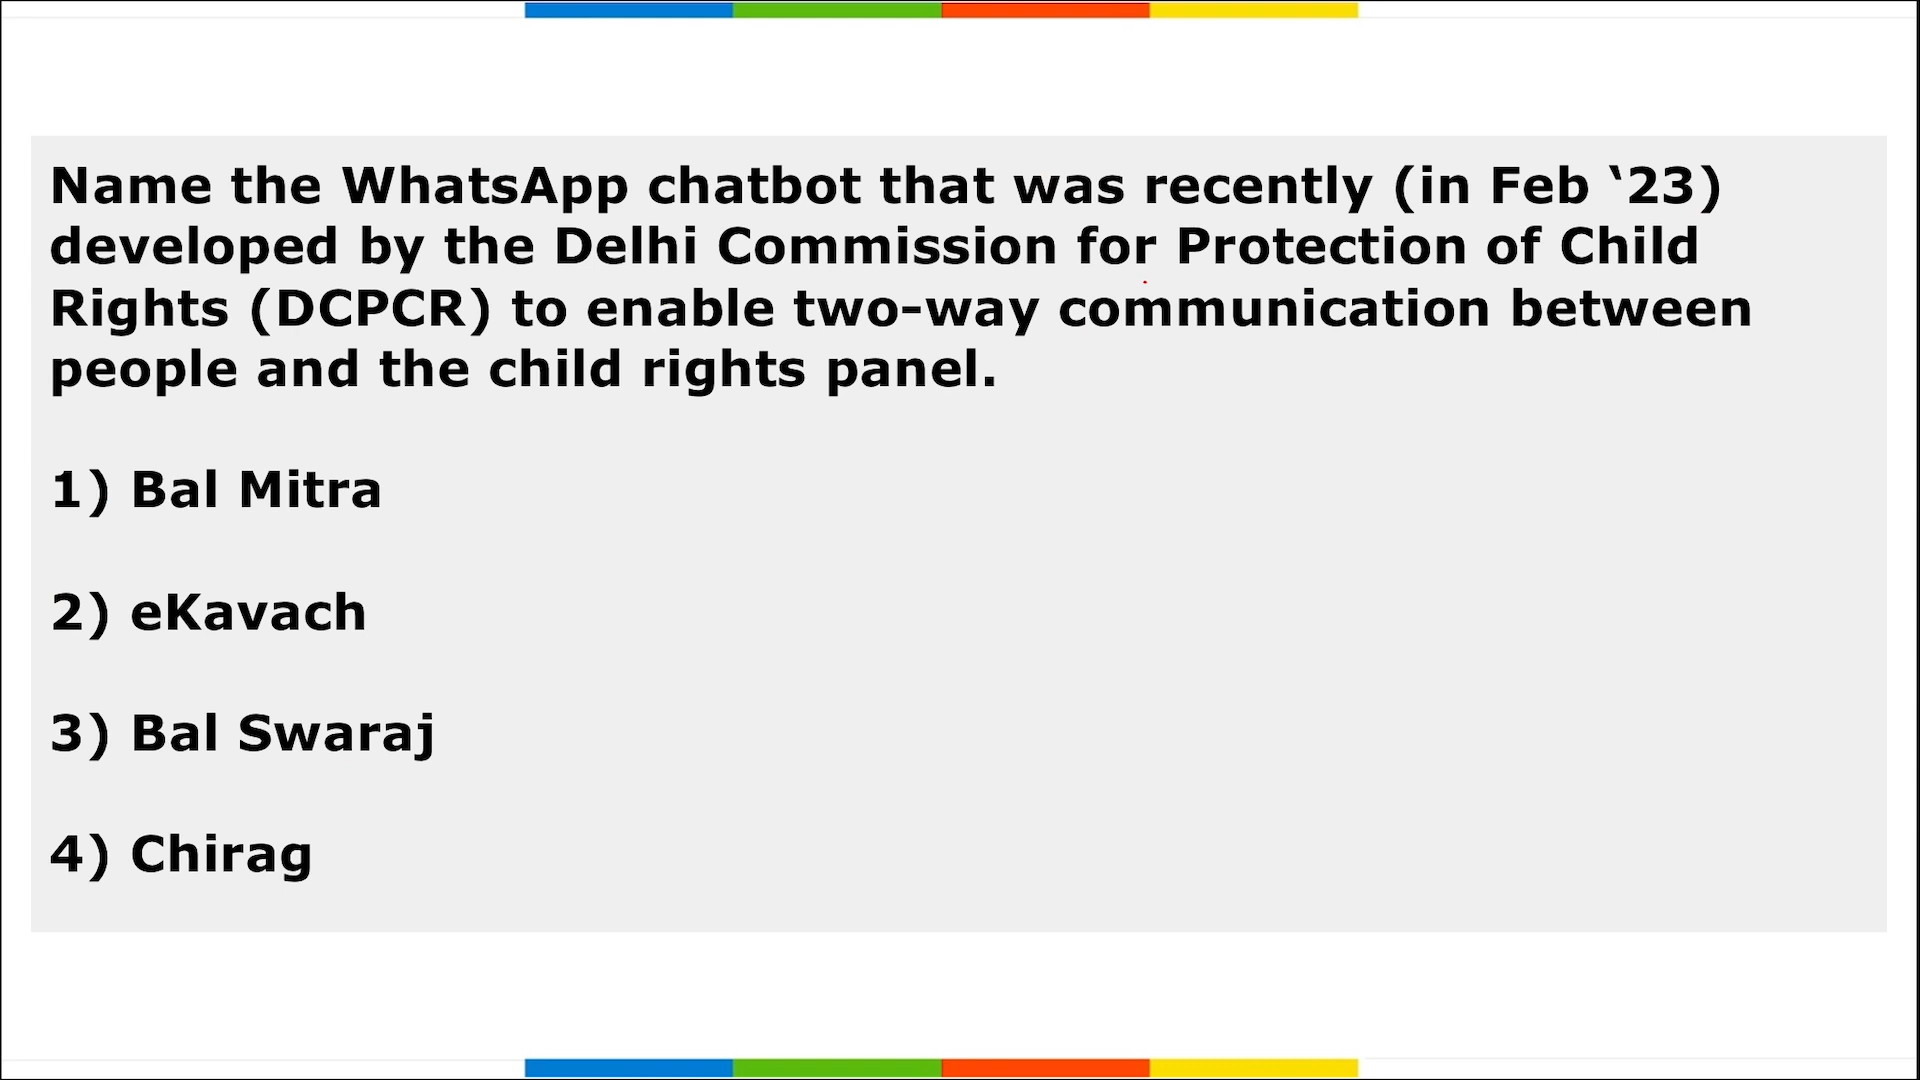 Name the WhatsApp chatbot that was recently (in Feb ‘23)
developed by the Delhi Commission for Protection of Child
Rights (DCPCR) to enable two-way communication between
people and the child rights panel.
1) Bal Mitra
2) eKavach
3) Bal Swaraj
4) Chirag